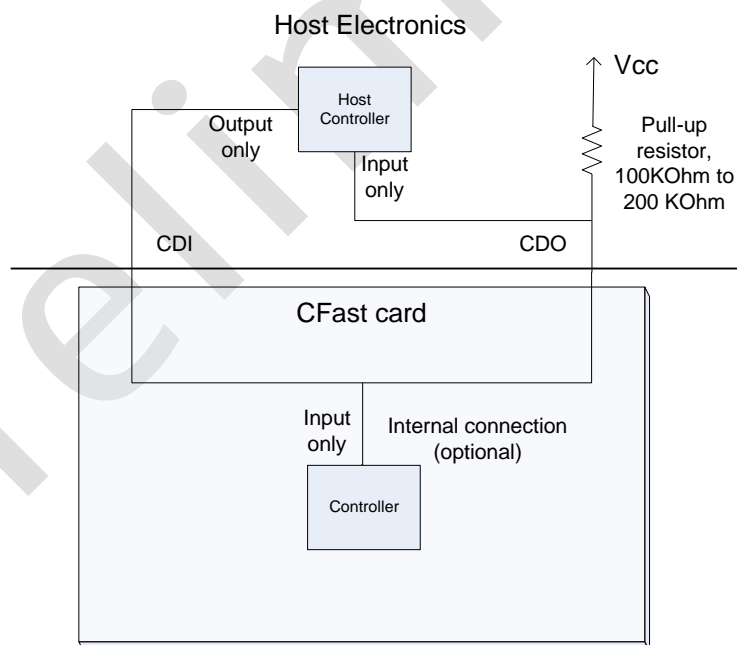 Host Electronics
Vcc
Host
Controller
Output
only
Input
only
Pull-up
resistor,
100KOhm to
200 KOhm
CDI
CDO
CFast card
Input
only
Internal connection
(optional)
Controller
elim